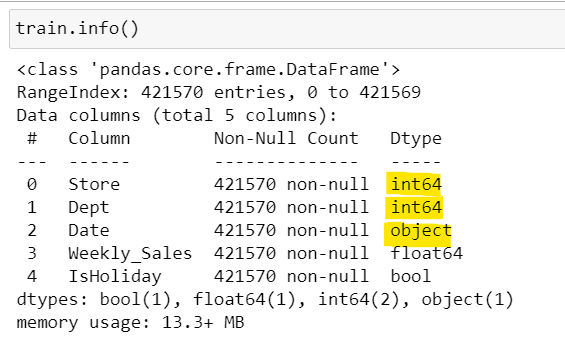 train.info()
<class 'pandas.core.frame.DataFrame'>
RangeIndex: 421570 entries, 0 to 421569
Data columns (total 5 columns):
 #   Column        Non-Null Count   Dtype
---  ------        --------------   -----
 0   Store         421570 non-null  int64
 1   Dept          421570 non-null  int64
 2   Date          421570 non-null  object
 3   Weekly_Sales  421570 non-null  float64
 4   IsHoliday     421570 non-null  bool
dtypes: bool(1), float64(1), int64(2), object(1)
memory usage: 13.3+ MB